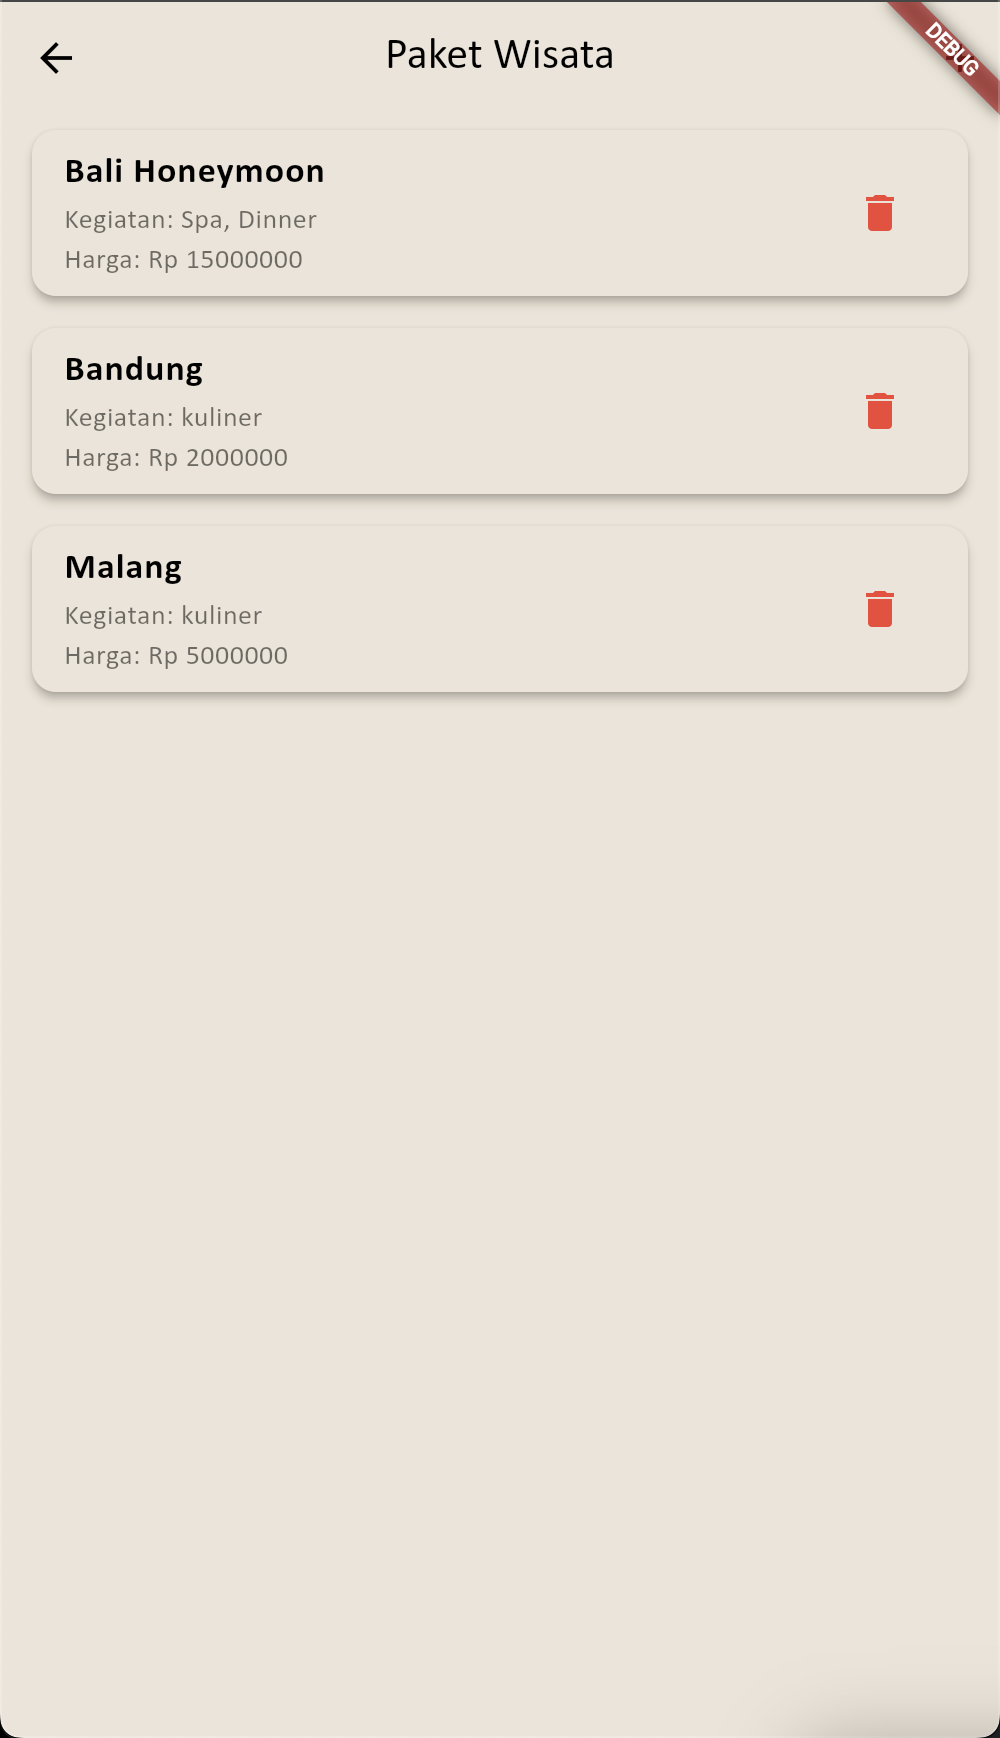 Paket Wisata
DEBUG
Bali Honeymoon
Kegiatan: Spa, Dinner
Harga: Rp 15000000
Bandung
Kegiatan: kuliner
Harga: Rp 2000000
Malang
Kegiatan: kuliner
Harga: Rp 5000000